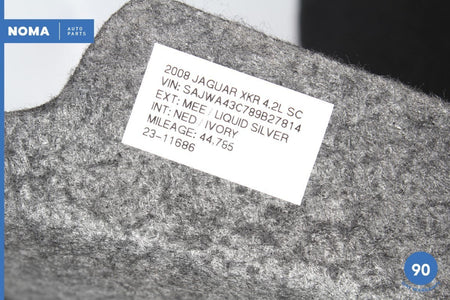 NOMA AUTO PARTS
2008 JAGUAR XKR 4.2L SC
VIN: SAJWA43C789B27814
EXT: MEE / LIQUID SILVER
INT: NED / IVORY
MILEAGE: 44,755
23-11686
90